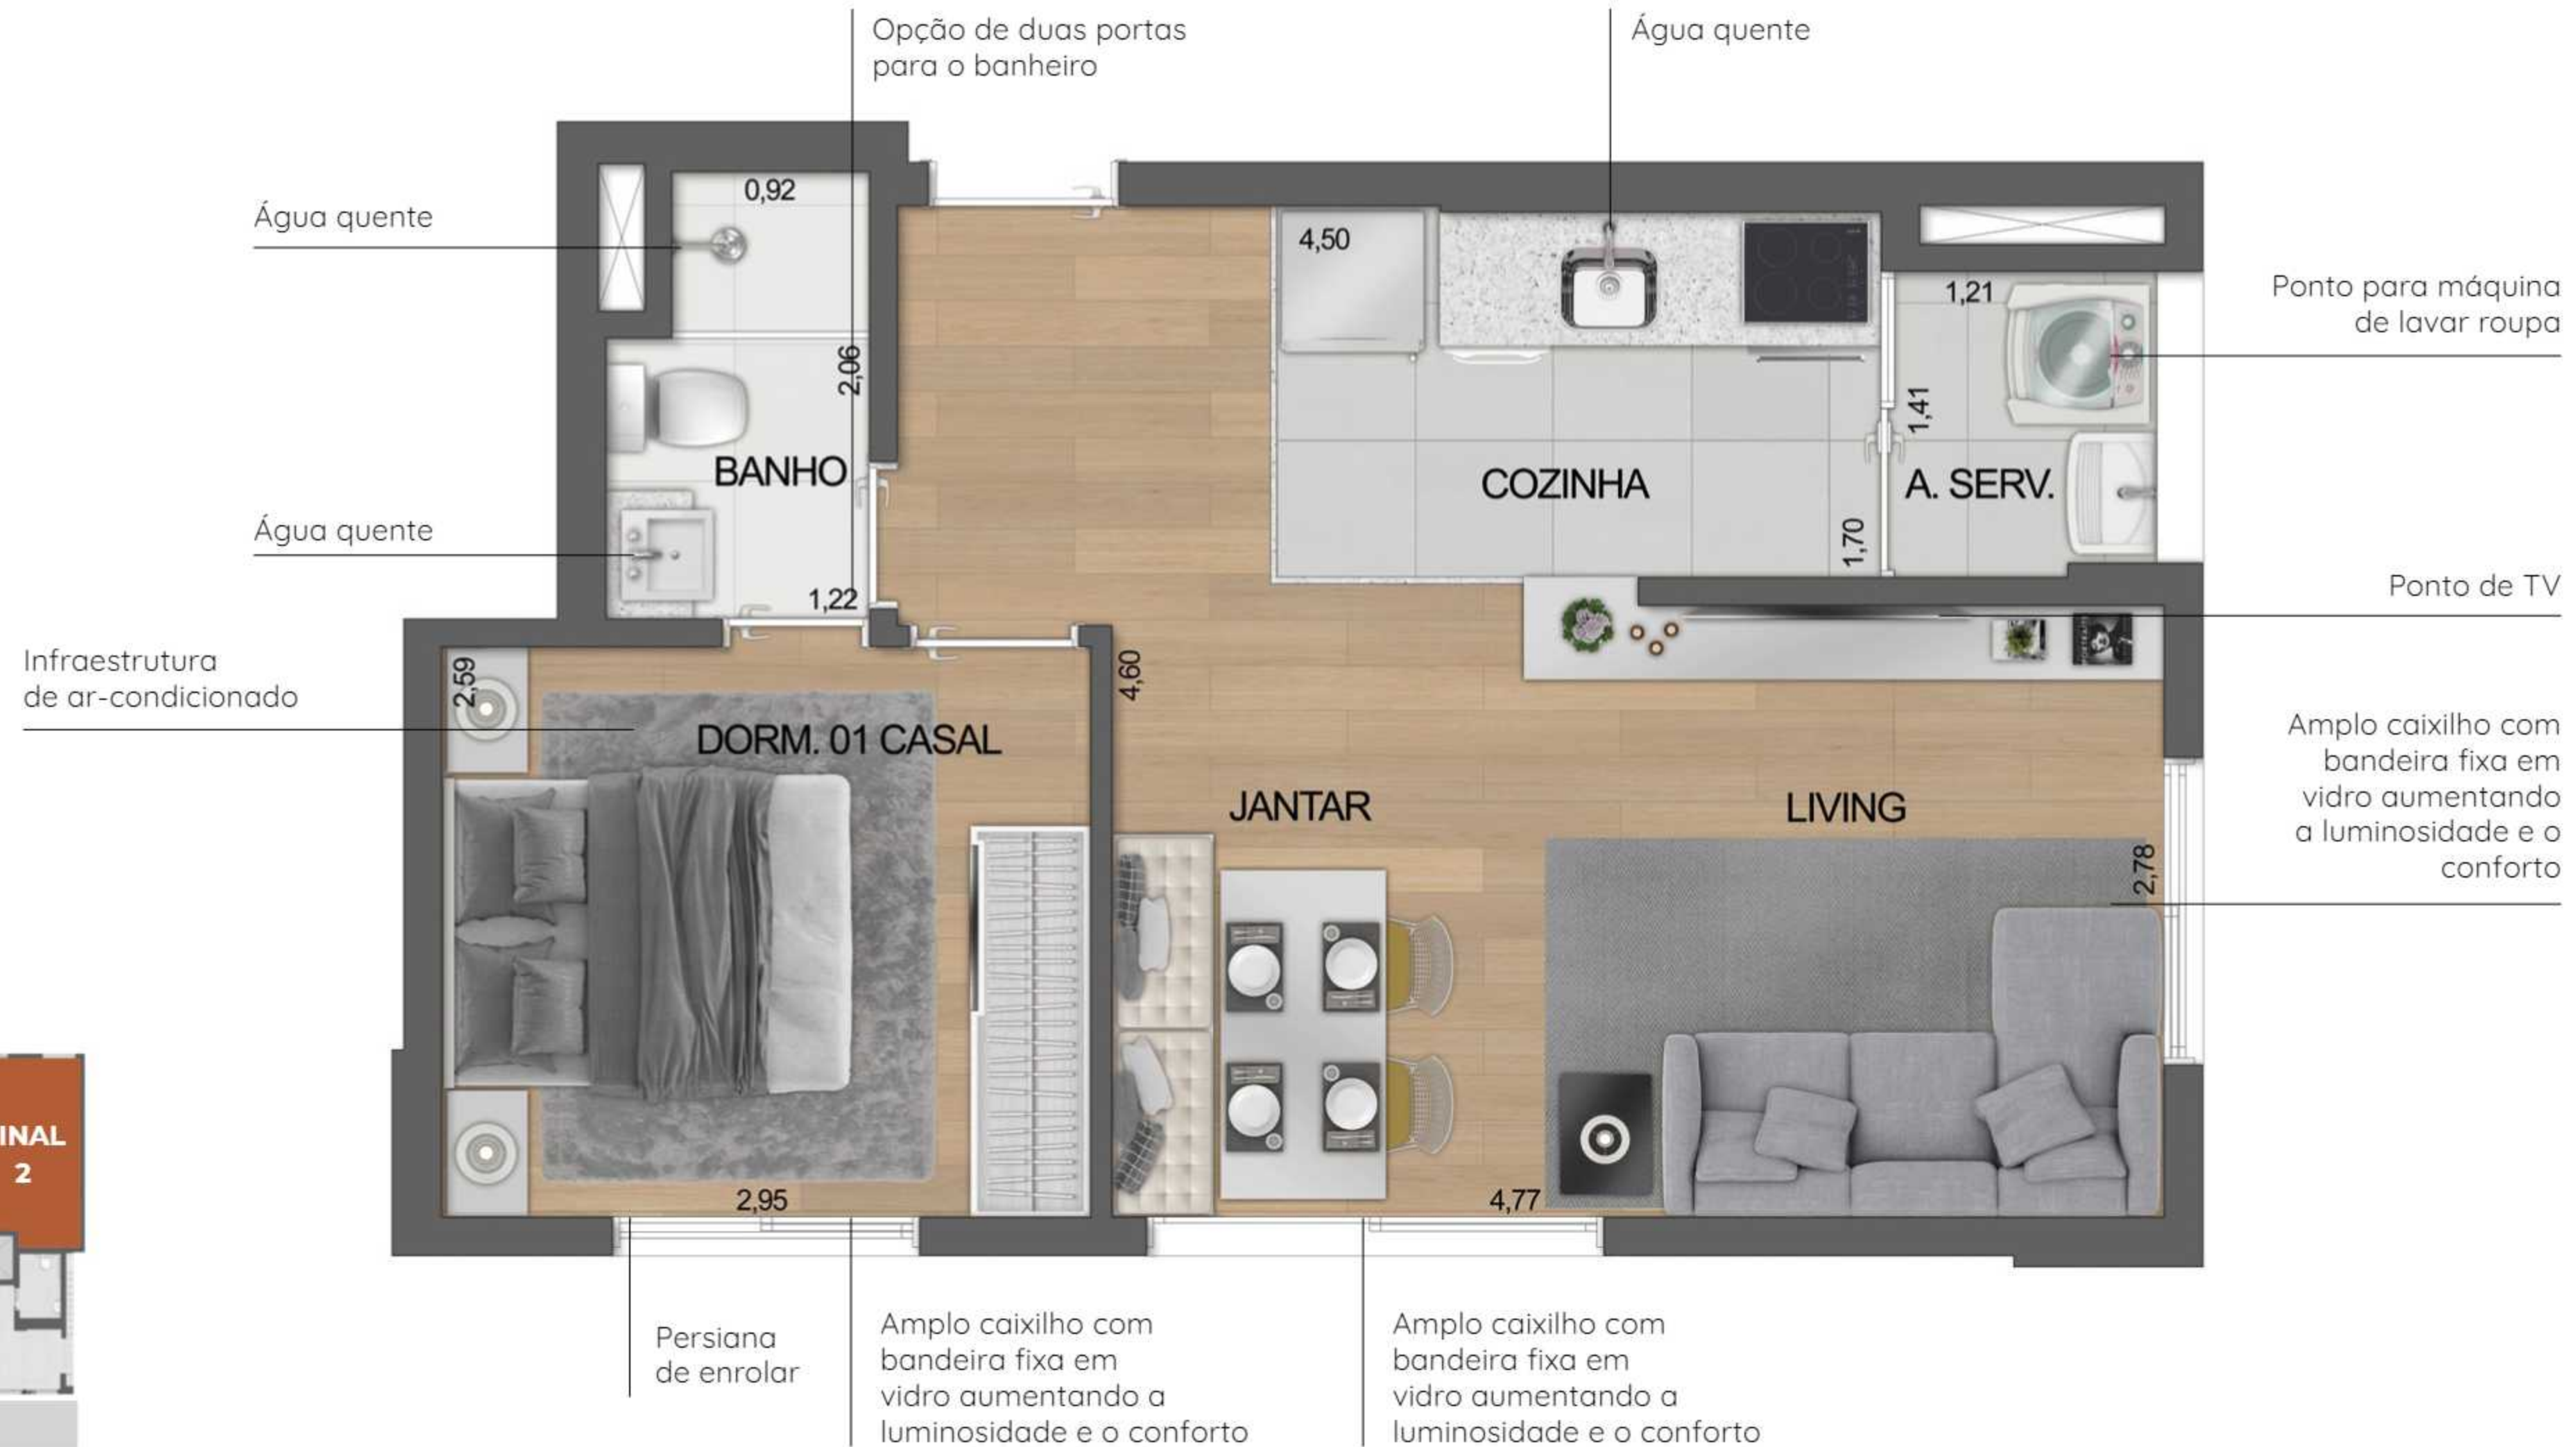 Opção de duas portas
para o banheiro
Água quente
0,92
Água quente
4,50
1,21
Ponto para máquina
de lavar roupa
2,06
1,41
BANHO
COZINHA
A. SERV.
Água quente
1,70
1,22
Ponto de TV
Infraestrutura
de ar-condicionado
2,59
4,60
DORM. 01 CASAL
Amplo caixilho com
bandeira fixa em
vidro aumentando
a luminosidade e o
conforto
JANTAR
LIVING
2,78
INAL
2
2,95
4,77
Persiana
de enrolar
Amplo caixilho com
bandeira fixa em
vidro aumentando a
luminosidade e o conforto
Amplo caixilho com
bandeira fixa em
vidro aumentando a
luminosidade e o conforto